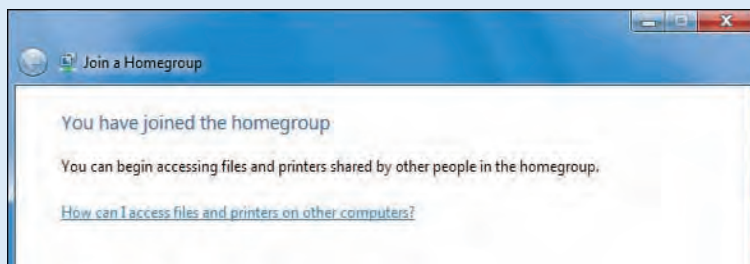 Join a Homegroup
You have joined the homegroup
You can begin accessing files and printers shared by other people in the homegroup.
How can I access files and printers on other computers?